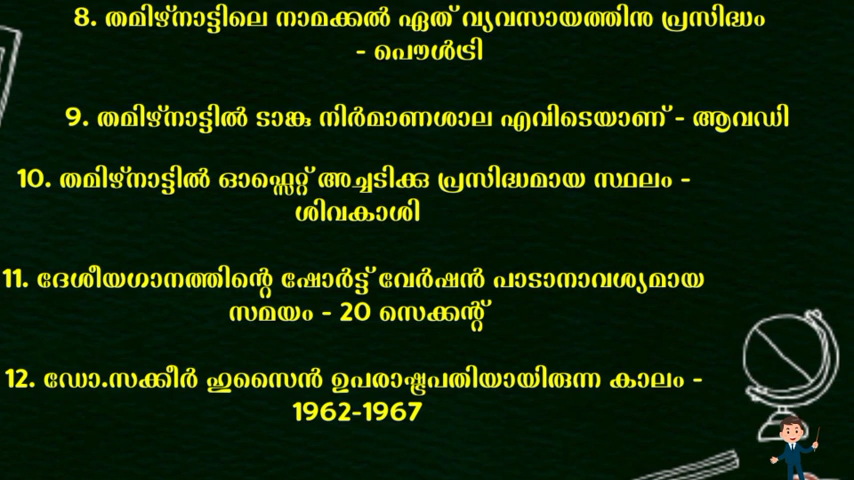 8. തമിഴ്നാട്ടിലെ നാമക്കൽ ഏത് വ്യവസായത്തിനു പ്രസിദ്ധം
- പൌൾട്രി
9. തമിഴ്നാട്ടിൽ ടാങ്കു നിർമാണശാല എവിടെയാണ് - ആവഡി
10. തമിഴ്നാട്ടിൽ ഓഫ്സെറ്റ് അച്ചടിക്കു പ്രസിദ്ധമായ സ്ഥലം -
ശിവകാശി
11. ദേശീയഗാനത്തിന്റെ ഷോർട്ട് വേർഷൻ പാടാനാവശ്യമായ
സമയം - 20 സെക്കന്റ്
12. ഡോ.സക്കീർ ഹുസൈൻ ഉപരാഷ്ട്രപതിയായിരുന്ന കാലം -
1962-1967